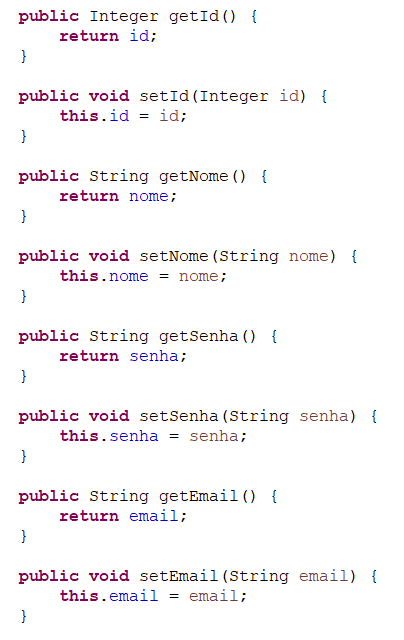 public Integer getId() {
    return id;
}

public void setId(Integer id) {
    this.id = id;
}

public String getNome() {
    return nome;
}

public void setNome(String nome) {
    this.nome = nome;
}

public String getSenha() {
    return senha;
}

public void setSenha(String senha) {
    this.senha = senha;
}

public String getEmail() {
    return email;
}

public void setEmail(String email) {
    this.email = email;
}